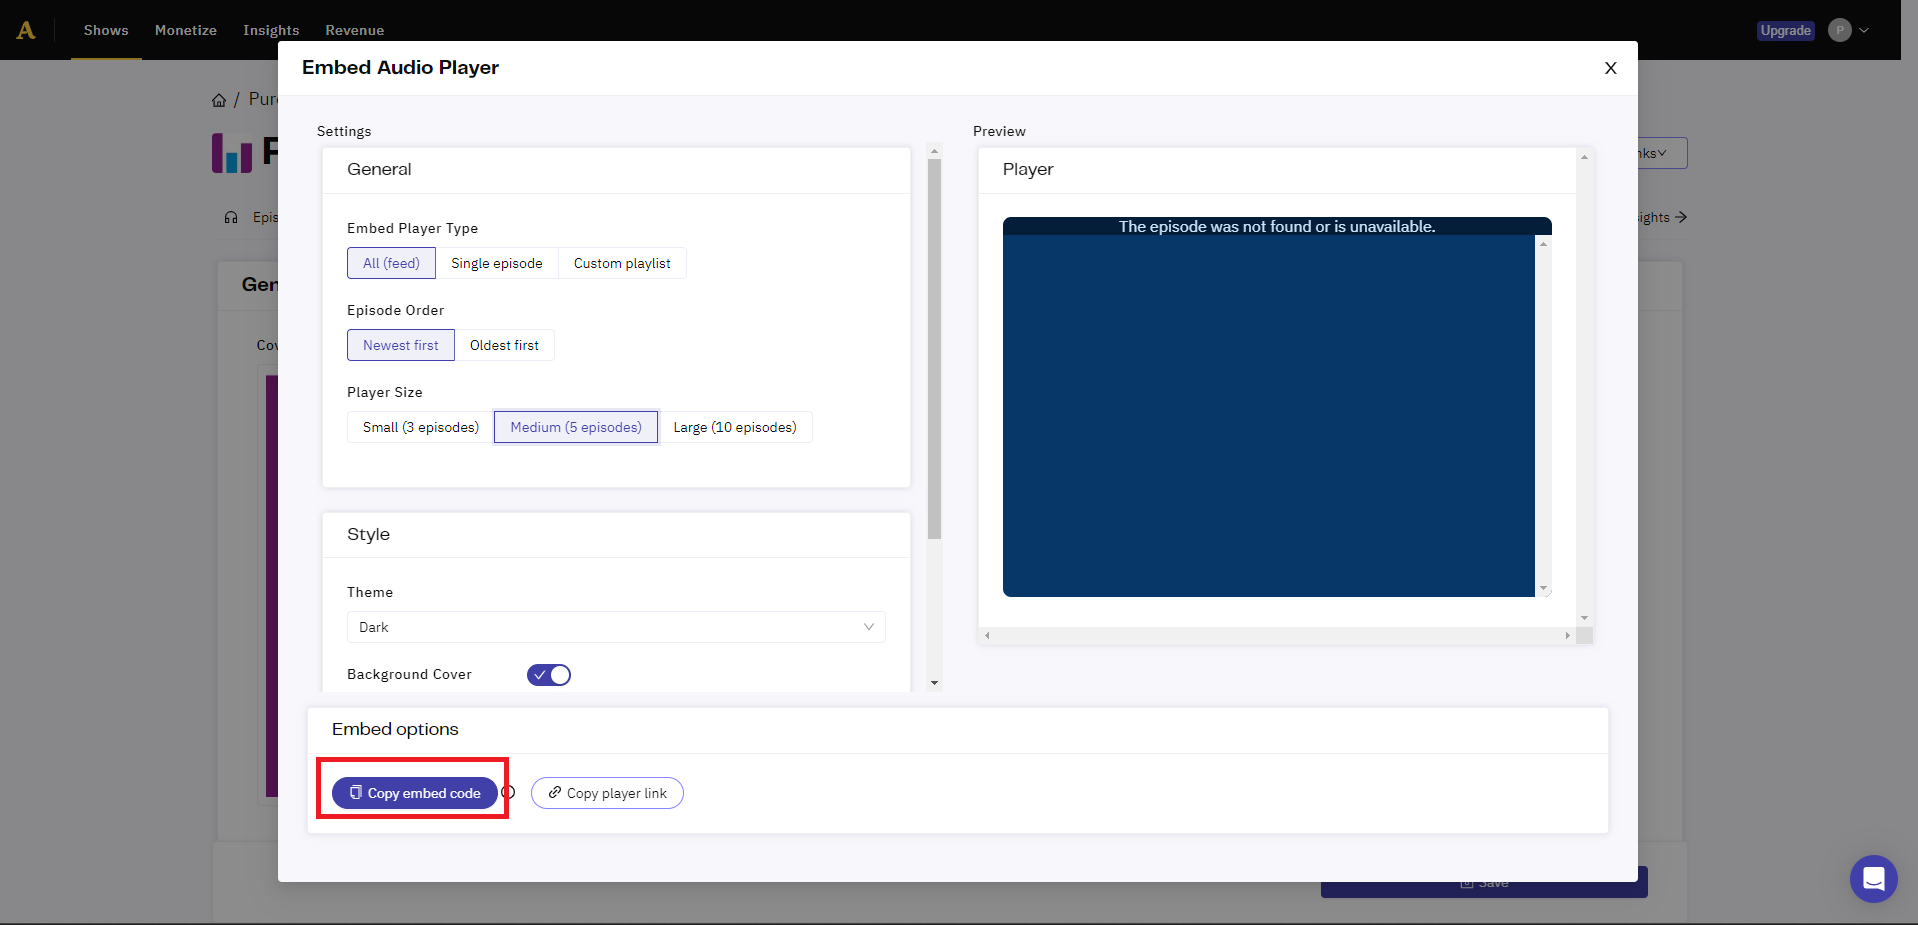 A
Shows Monetize Insights Revenue
Upgrade P
Embed Audio Player X
/ Pur
Settings Preview
F
General Player
nks
Epis
ights
Embed Player Type
The episode was not found or is unavailable.
All (feed) Single episode Custom playlist
Gen
Episode Order
Newest first Oldest first
Cov
Player Size
Small (3 episodes) Medium (5 episodes) Large (10 episodes)
Style
Theme
Dark
Background Cover
Embed options
Copy embed code Copy player link
Save